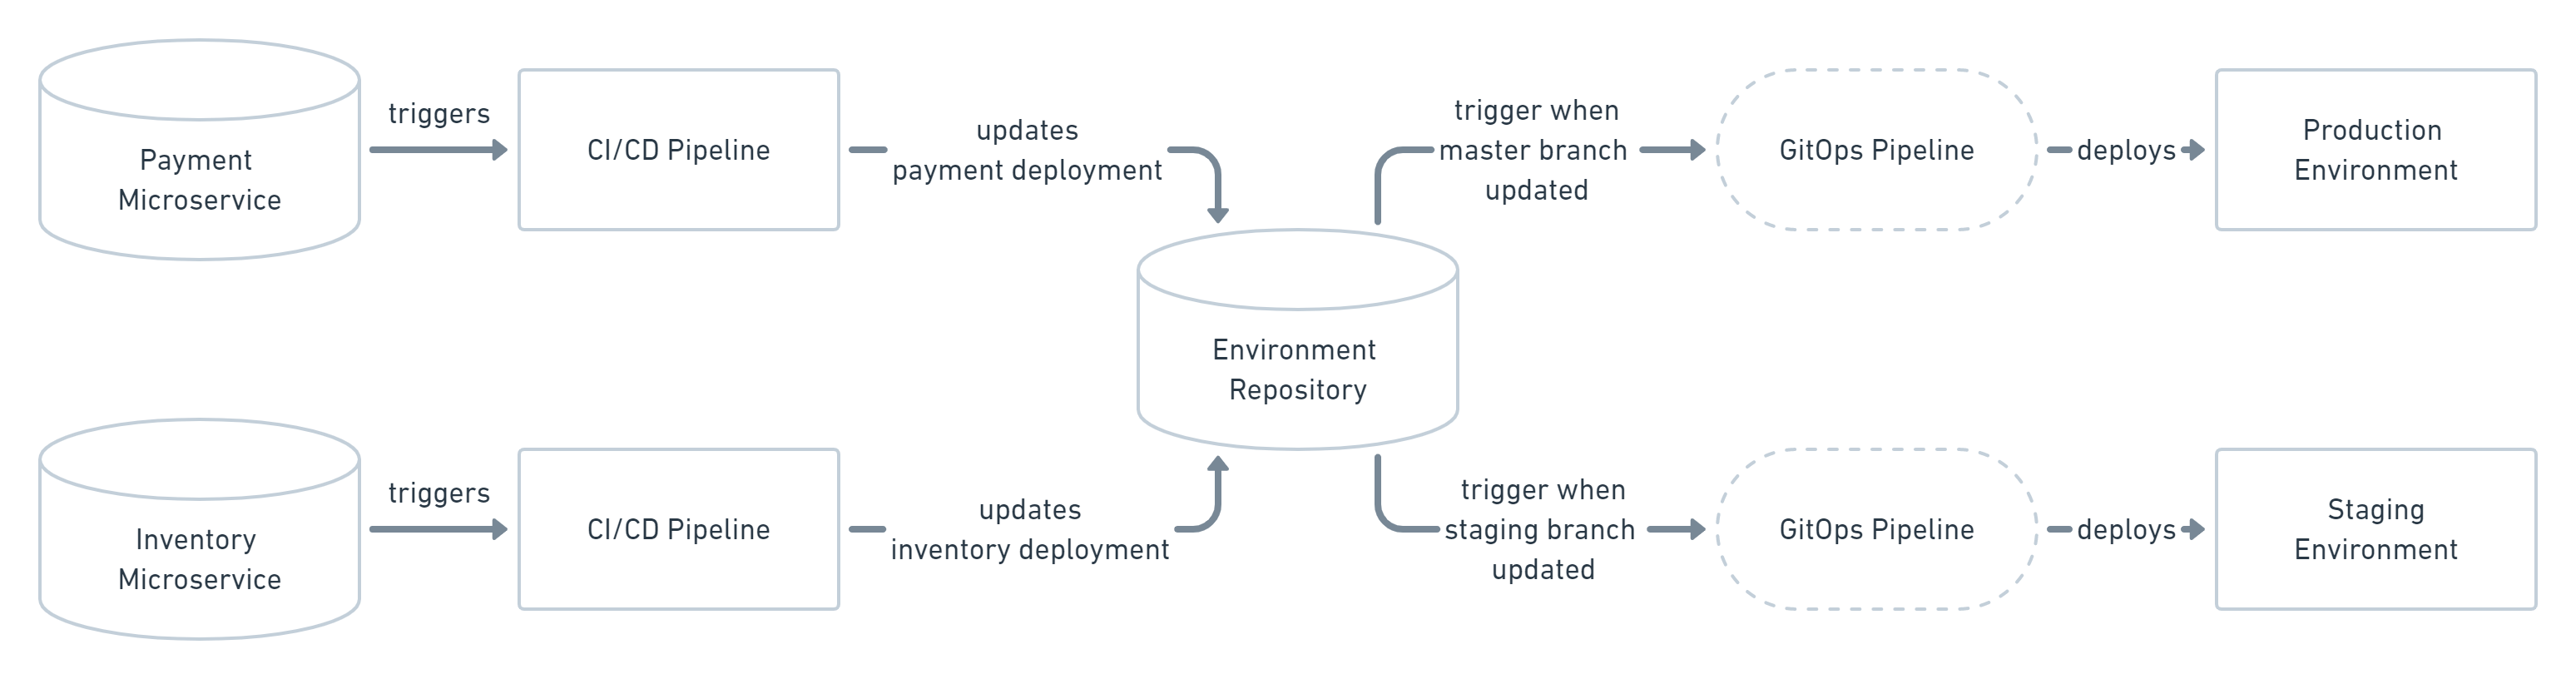 Payment
Microservice
triggers
CI/CD Pipeline
updates
payment deployment
trigger when
master branch
updated
GitOps Pipeline
deploys
Production
Environment
Environment
Repository
Inventory
Microservice
triggers
CI/CD Pipeline
updates
inventory deployment
trigger when
staging branch
updated
GitOps Pipeline
deploys
Staging
Environment